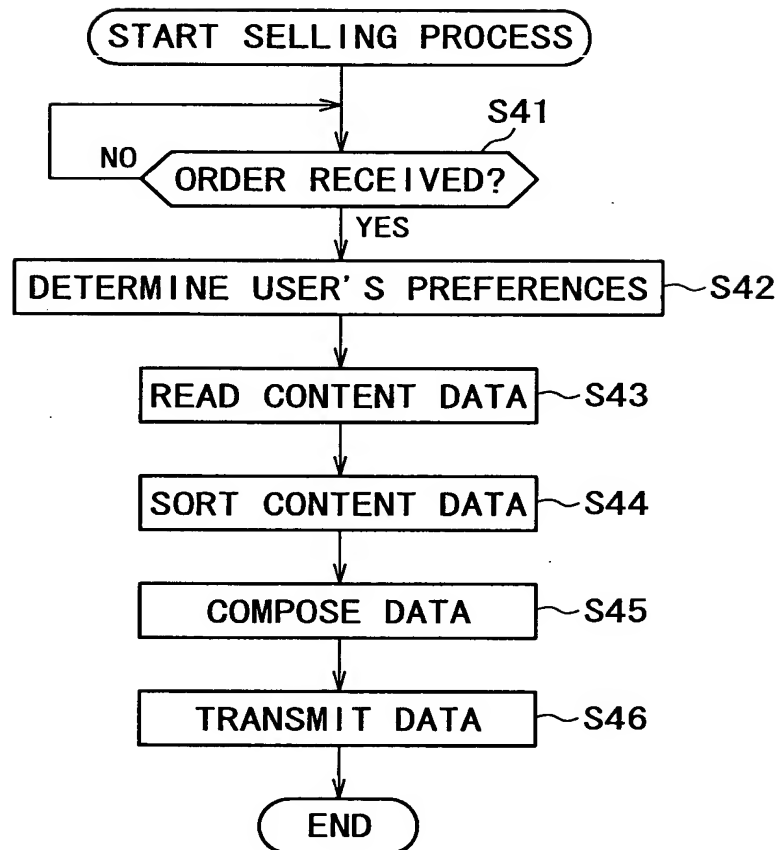 START SELLING PROCESS
S41
NO
ORDER RECEIVED?
YES
DETERMINE USER'S PREFERENCES
S42
READ CONTENT DATA
S43
SORT CONTENT DATA
S44
COMPOSE DATA
S45
TRANSMIT DATA
S46
END